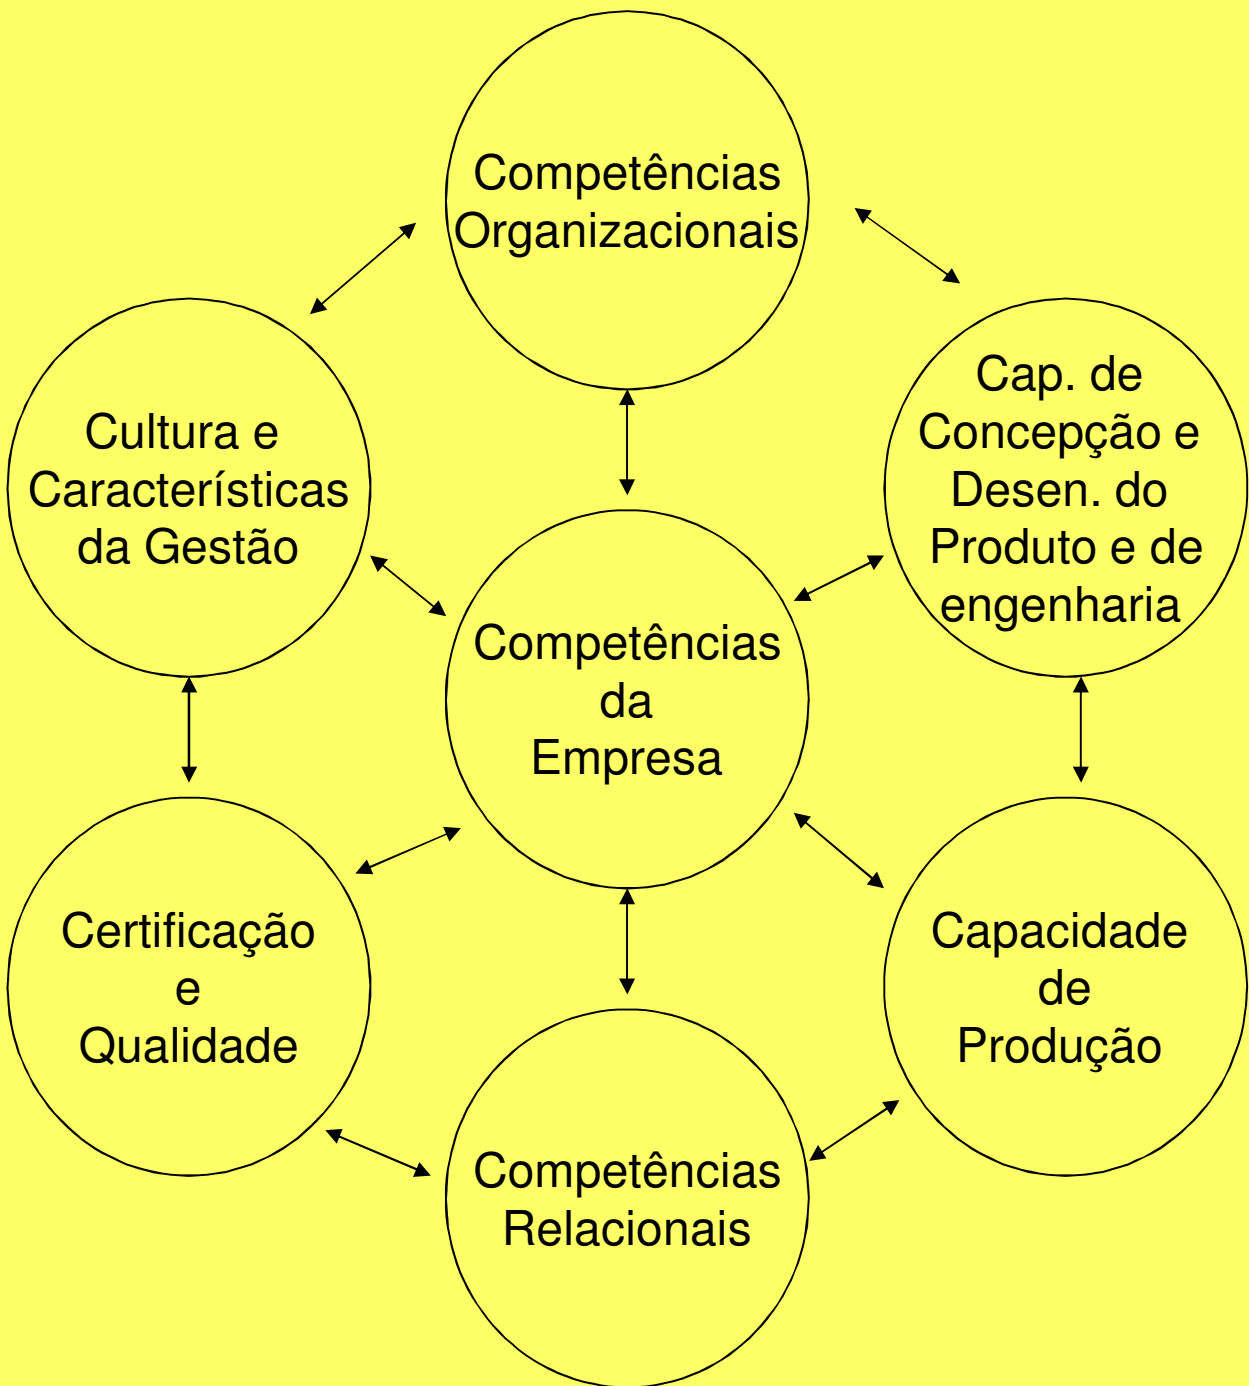 Competências
Organizacionais
Cultura e
Características
da Gestão
Cap. de
Concepção e
Desen. do
Produto e de
engenharia
Competências
da
Empresa
Certificação
e
Qualidade
Capacidade
de
Produção
Competências
Relacionais